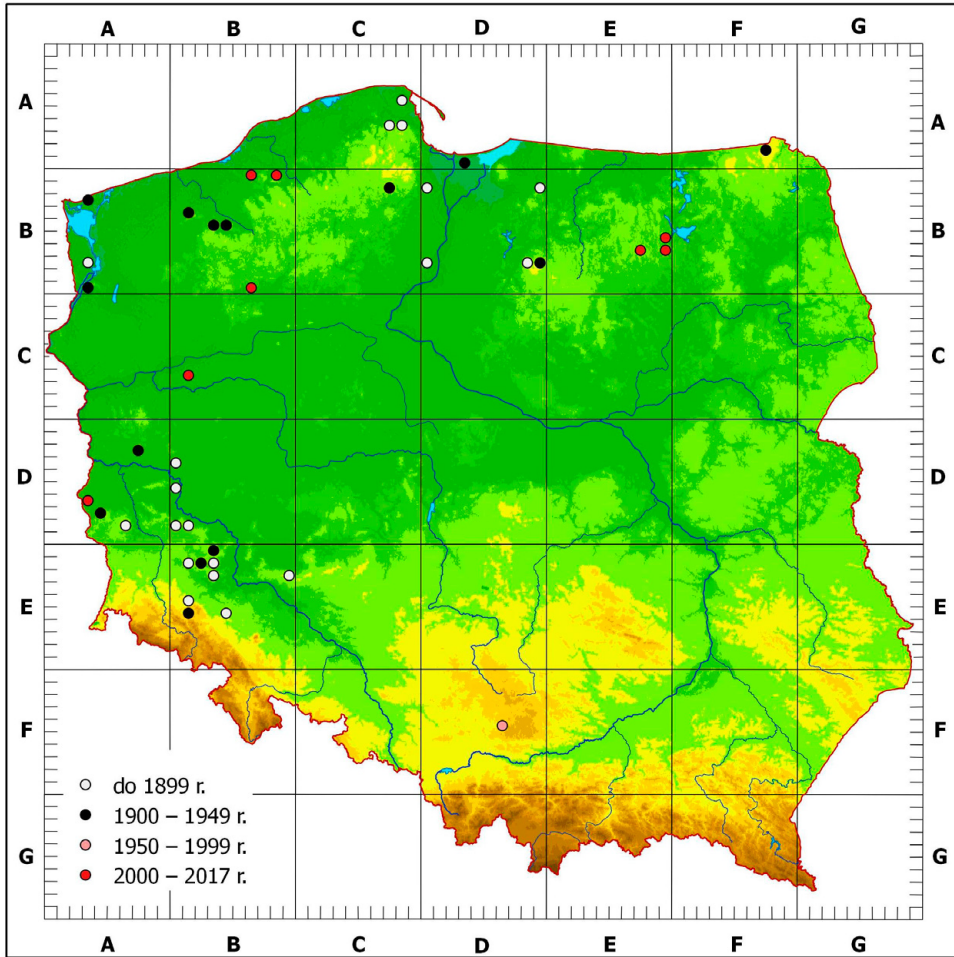 A B C D E F G
A A
B B
C C
D D
E E
F F
do 1899 r.
1900 – 1949 r.
1950 – 1999 r.
G G
2000 – 2017 r.
A B C D E F G